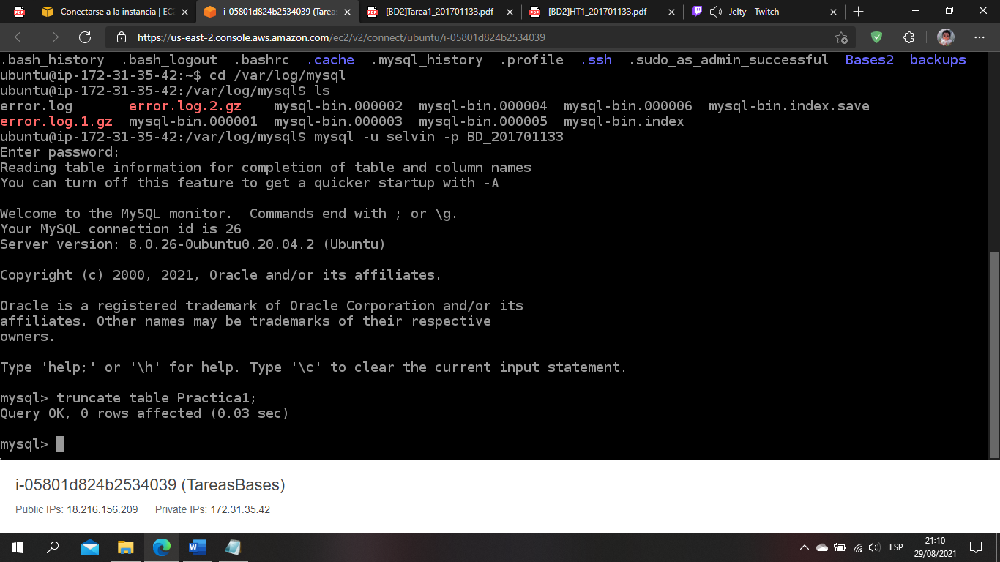 Conectarse a la instancia | EC
i-05801d824b2534039 (Tarea
[BD2]Tarea1_201701133.pdf
[BD2]HT1_201701133.pdf
Jelty - Twitch
https://us-east-2.console.aws.amazon.com/ec2/v2/connect/ubuntu/i-05801d824b2534039
.bash_history .bash_logout .bashrc .cache .mysql_history .profile .ssh .sudo_as_admin_successful Bases2 backups
ubuntu@ip-172-31-35-42:~$ cd /var/log/mysql
ubuntu@ip-172-31-35-42:/var/log/mysql$ ls
error.log error.log.2.gz mysql-bin.000002 mysql-bin.000004 mysql-bin.000006 mysql-bin.index.save
error.log.1.gz mysql-bin.000001 mysql-bin.000003 mysql-bin.000005 mysql-bin.index
ubuntu@ip-172-31-35-42:/var/log/mysql$ mysql -u selvin -p BD_201701133
Enter password:
Reading table information for completion of table and column names
You can turn off this feature to get a quicker startup with -A
Welcome to the MySQL monitor.  Commands end with ; or \g.
Your MySQL connection id is 26
Server version: 8.0.26-0ubuntu0.20.04.2 (Ubuntu)
Copyright (c) 2000, 2021, Oracle and/or its affiliates.
Oracle is a registered trademark of Oracle Corporation and/or its
affiliates. Other names may be trademarks of their respective
owners.
Type 'help;' or '\h' for help. Type '\c' to clear the current input statement.
mysql> truncate table Practica1;
Query OK, 0 rows affected (0.03 sec)
mysql>
i-05801d824b2534039 (TareasBases)
Public IPs: 18.216.156.209 Private IPs: 172.31.35.42
ESP
21:10
29/08/2021